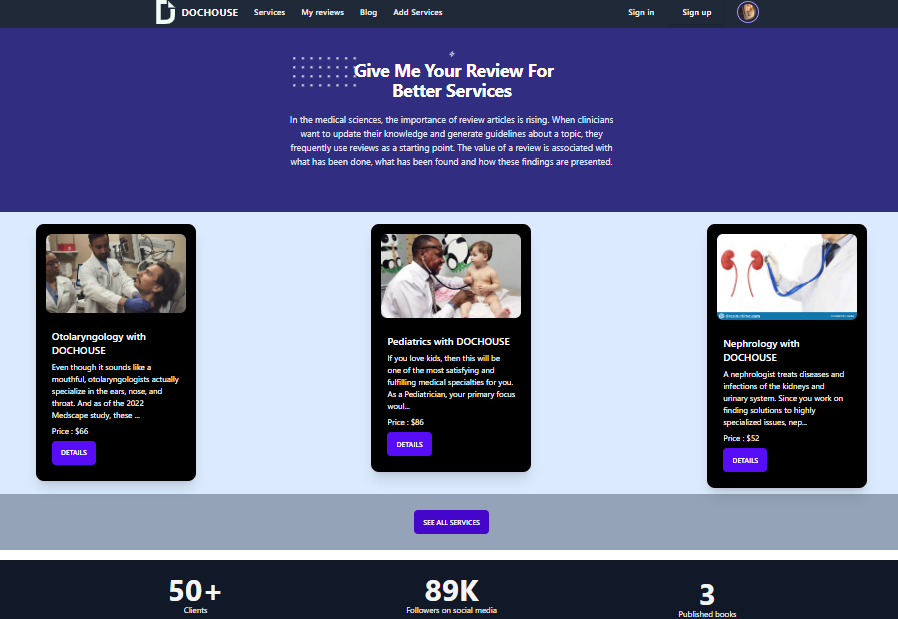 DOCHOUSE
Services
My reviews
Blog
Add Services
Sign in
Sign up
Give Me Your Review For
Better Services
In the medical sciences, the importance of review articles is rising. When clinicians
want to update their knowledge and generate guidelines about a topic, they
frequently use reviews as a starting point. The value of a review is associated with
what has been done, what has been found and how these findings are presented.
Otolaryngology with
DOCHOUSE
Even though it sounds like a
mouthful, otolaryngologists actually
specialize in the ears, nose, and
throat. And as of the 2022
Medscape study, these ...
Price : $66
DETAILS
Pediatrics with DOCHOUSE
If you love kids, then this will be
one of the most satisfying and
fulfilling medical specialties for you.
As a Pediatrician, your primary focus
woul...
Price : $86
DETAILS
Nephrology with
DOCHOUSE
A nephrologist treats diseases and
infections of the kidneys and
urinary system. Since you work on
finding solutions to highly
specialized issues, nep...
Price : $52
DETAILS
SEE ALL SERVICES
50+
Clients
89K
Followers on social media
3
Published books